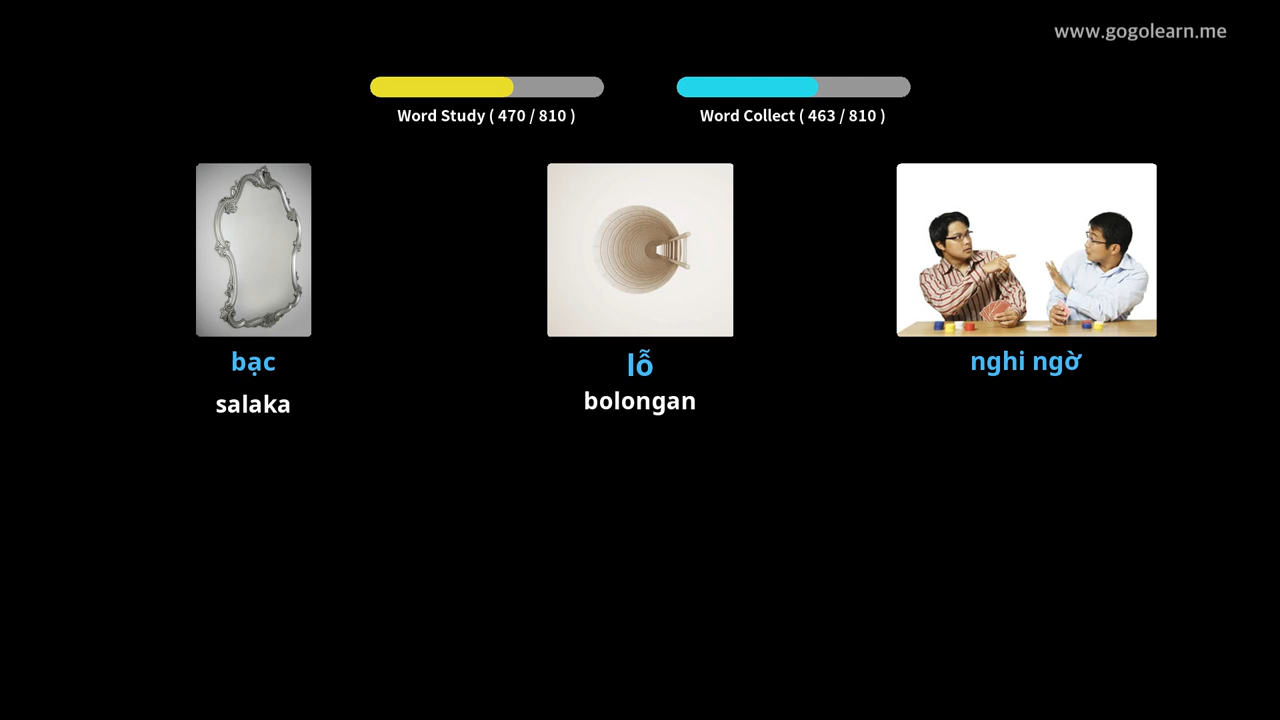 www.gogolearn.me
Word Study ( 470 / 810 )
Word Collect ( 463 / 810 )
bạc
salaka
lỗ
bolongan
nghi ngờ